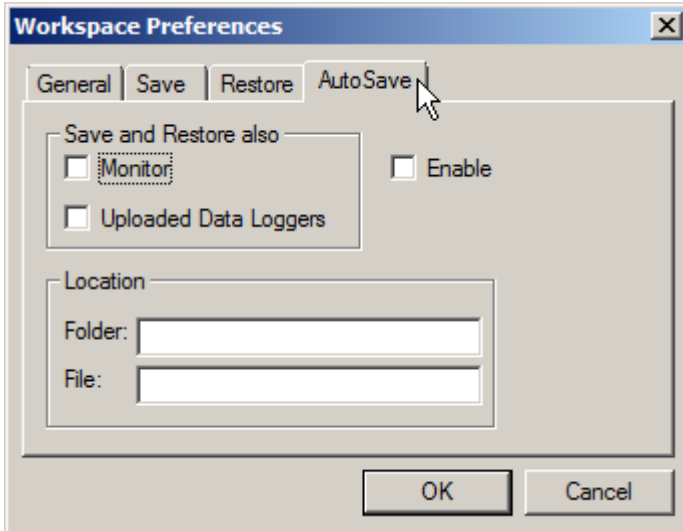 Workspace Preferences
General Save Restore AutoSave
Save and Restore also
Monitor Enable
Uploaded Data Loggers
Location
Folder:
File:
OK Cancel